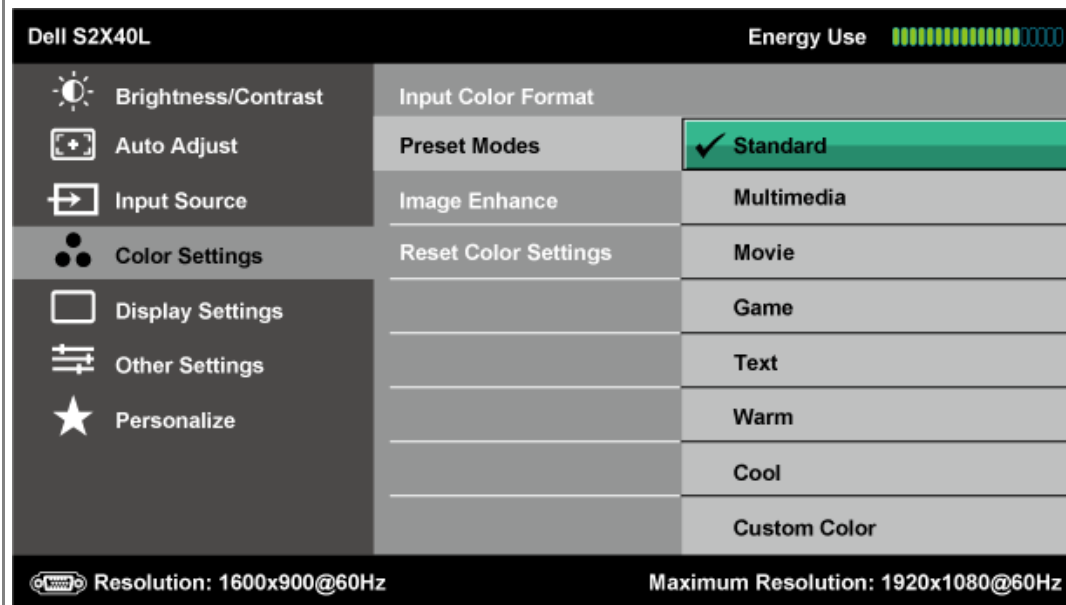 Dell S2X40L
Energy Use
Brightness/Contrast
Auto Adjust
Input Source
Color Settings
Display Settings
Other Settings
Personalize
Input Color Format
Preset Modes
Image Enhance
Reset Color Settings
Standard
Multimedia
Movie
Game
Text
Warm
Cool
Custom Color
Resolution: 1600x900@60Hz
Maximum Resolution: 1920x1080@60Hz